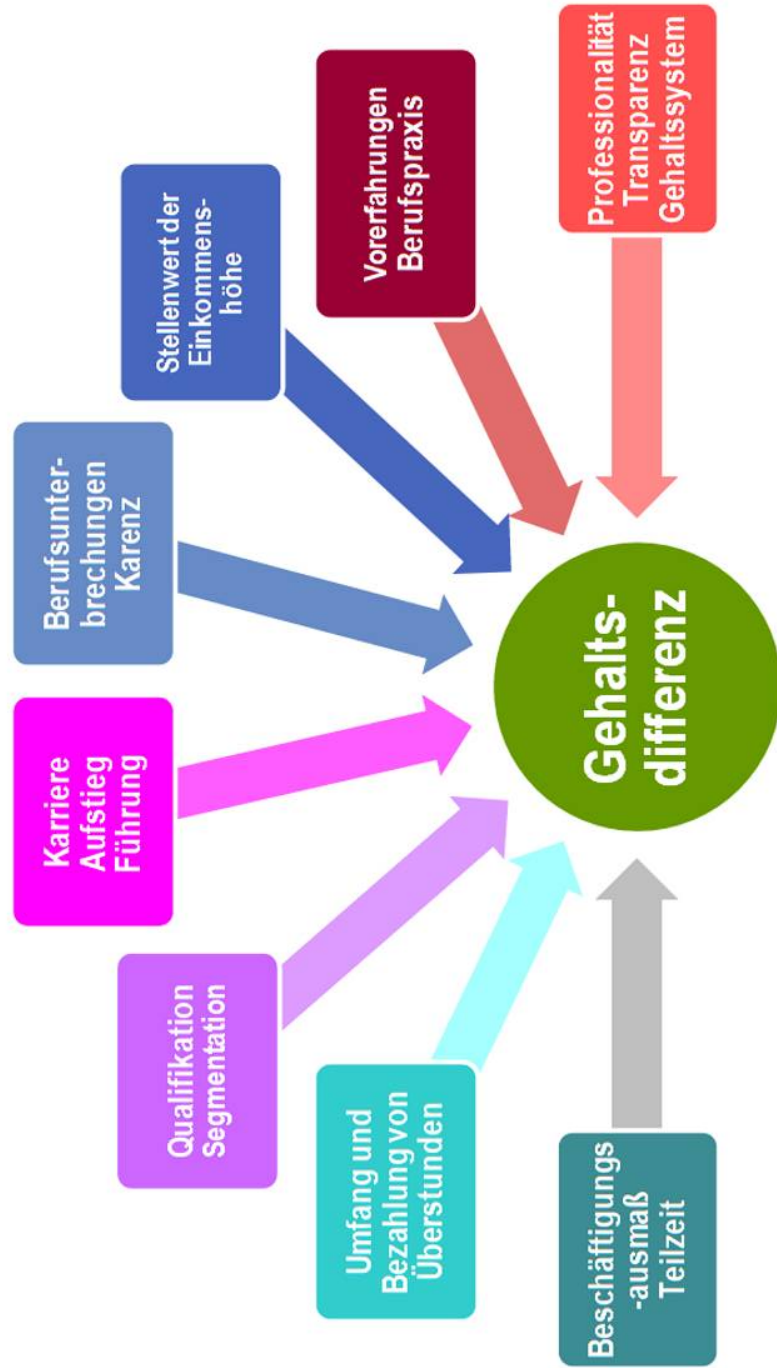 Beschäftigungs
-ausmaß
Teilzeit
Umfang und
Bezahlung von
Überstunden
Qualifikation
Segmentation
Karriere
Aufstieg
Führung
Berufsunter-
brechungen
Karenz
Stellenwert der
Einkommens-
höhe
Vorerfahrungen
Berufspraxis
Professionalität
Transparenz
Gehaltssystem
Gehalts-
differenz